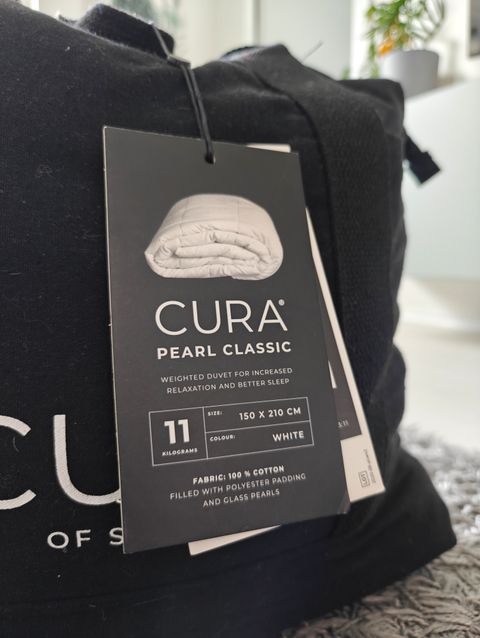 CURA®
PEARL CLASSIC
WEIGHTED DUVET FOR INCREASED
RELAXATION AND BETTER SLEEP
11
KILOGRAMS
SIZE: 150 X 210 CM
COLOUR: WHITE
FABRIC: 100 % COTTON
FILLED WITH POLYESTER PADDING
AND GLASS PEARLS
CU
OF S